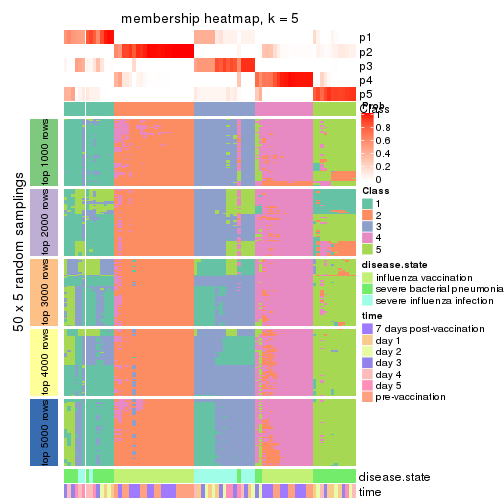 membership heatmap, k = 5
p1
p2
p3
p4
p5
Class
Prob
1
0.8
0.6
0.4
0.2
0
Class
1
2
3
4
5
disease.state
influenza vaccination
severe bacterial pneumonia
severe influenza infection
time
7 days post-vaccination
day 1
day 2
day 3
day 4
day 5
pre-vaccination
50 x 5 random samplings
top 1000 rows
top 2000 rows
top 3000 rows
top 4000 rows
top 5000 rows
disease.state
time